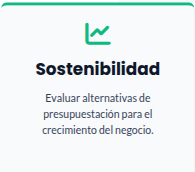 Sostenibilidad
Evaluar alternativas de
presupuestación para el
crecimiento del negocio.